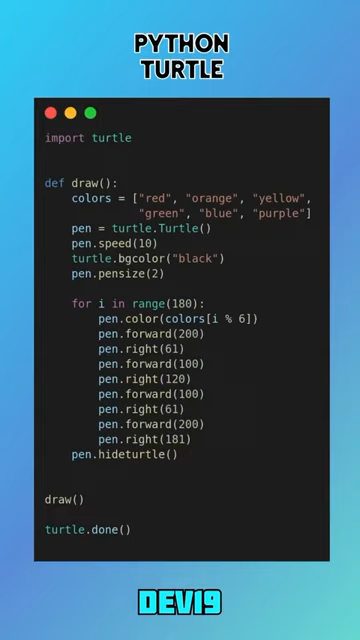 PYTHON
TURTLE
import turtle
def draw():
    colors = ["red", "orange", "yellow",
              "green", "blue", "purple"]
    pen = turtle.Turtle()
    pen.speed(10)
    turtle.bgcolor("black")
    pen.pensize(2)
    for i in range(180):
        pen.color(colors[i % 6])
        pen.forward(200)
        pen.right(61)
        pen.forward(100)
        pen.right(120)
        pen.forward(100)
        pen.right(61)
        pen.forward(200)
        pen.right(181)
    pen.hideturtle()
draw()
turtle.done()
DEV19